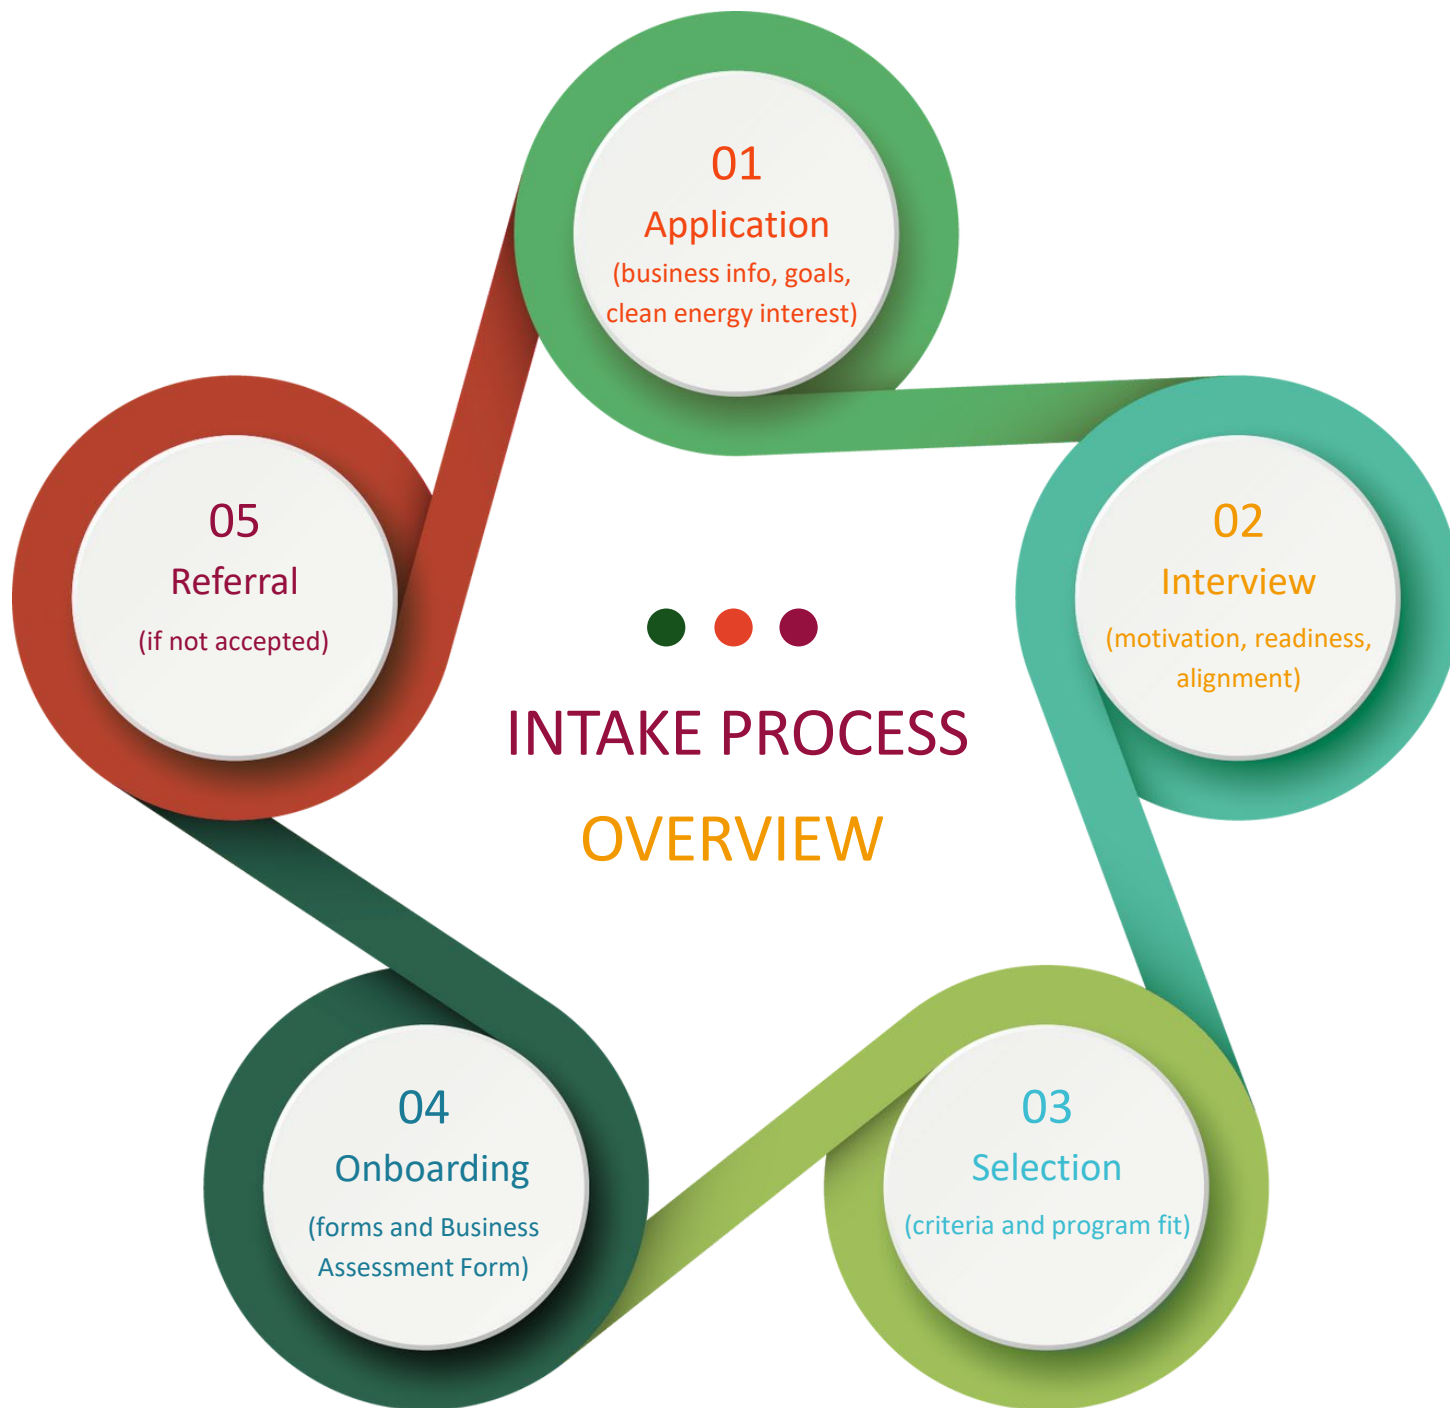 01
Application
(business info, goals,
clean energy interest)
02
Interview
(motivation, readiness,
alignment)
03
Selection
(criteria and program fit)
04
Onboarding
(forms and Business
Assessment Form)
05
Referral
(if not accepted)
INTAKE PROCESS
OVERVIEW